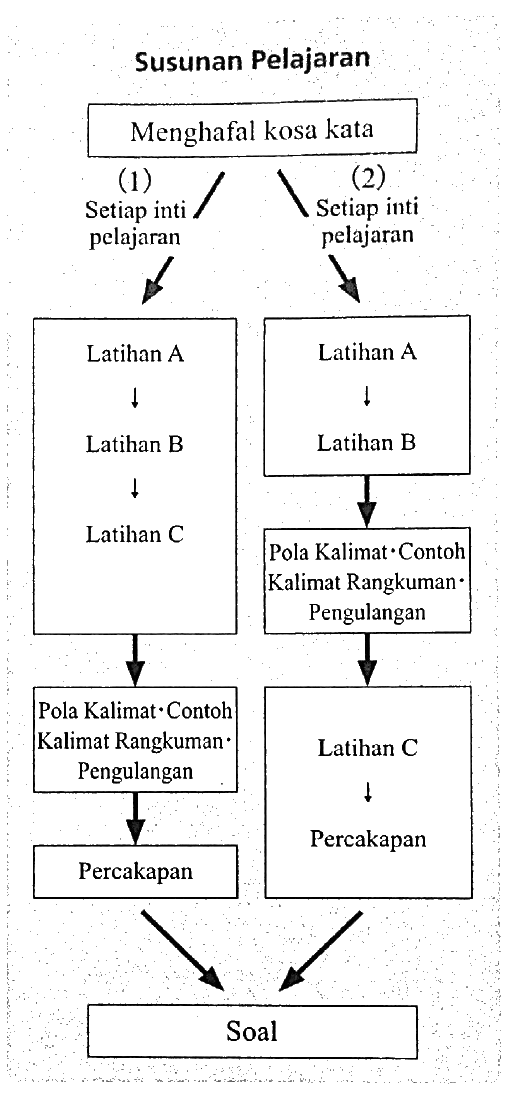 Susunan Pelajaran
Menghafal kosa kata
(1)
Setiap inti
pelajaran
(2)
Setiap inti
pelajaran
Latihan A
↓
Latihan B
↓
Latihan C
Pola Kalimat・Contoh
Kalimat Rangkuman・
Pengulangan
Percakapan
Latihan A
↓
Latihan B
Pola Kalimat・Contoh
Kalimat Rangkuman・
Pengulangan
Latihan C
↓
Percakapan
Soal